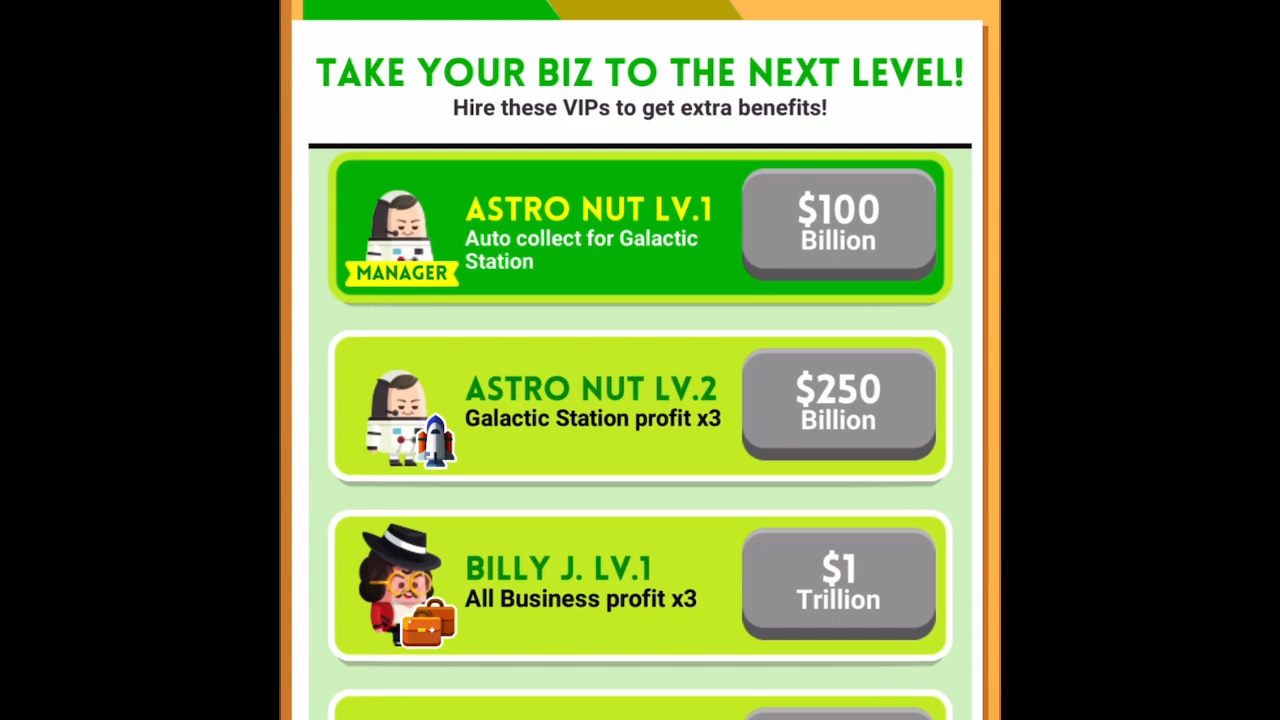 TAKE YOUR BIZ TO THE NEXT LEVEL!
Hire these VIPs to get extra benefits!
ASTRO NUT LV.1
Auto collect for Galactic
Station
MANAGER
$100
Billion
ASTRO NUT LV.2
Galactic Station profit x3
$250
Billion
BILLY J. LV.1
All Business profit x3
$1
Trillion